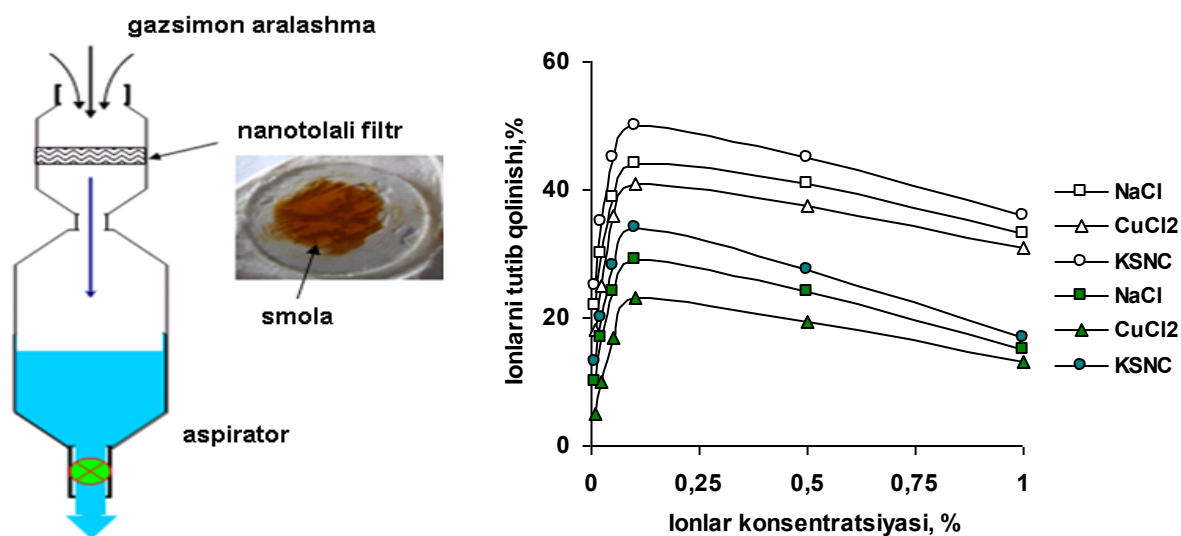 gazsimon aralashma
nanotolali filtr
smola
aspirator
Ionlarni tutib qolinishi,%
60
40
20
0
0
0,25
0,5
0,75
1
Ionlar konsentratsiyasi, %
NaCl
CuCl2
KSNC
NaCl
CuCl2
KSNC